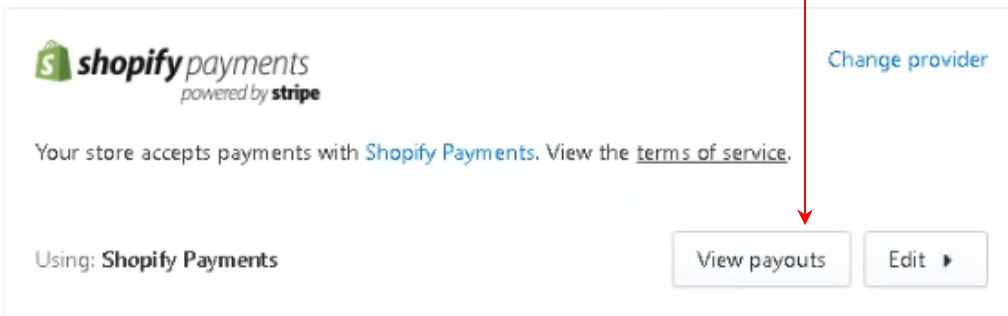 shopify payments
powered by stripe
Change provider
Your store accepts payments with Shopify Payments. View the terms of service.
Using: Shopify Payments
View payouts
Edit